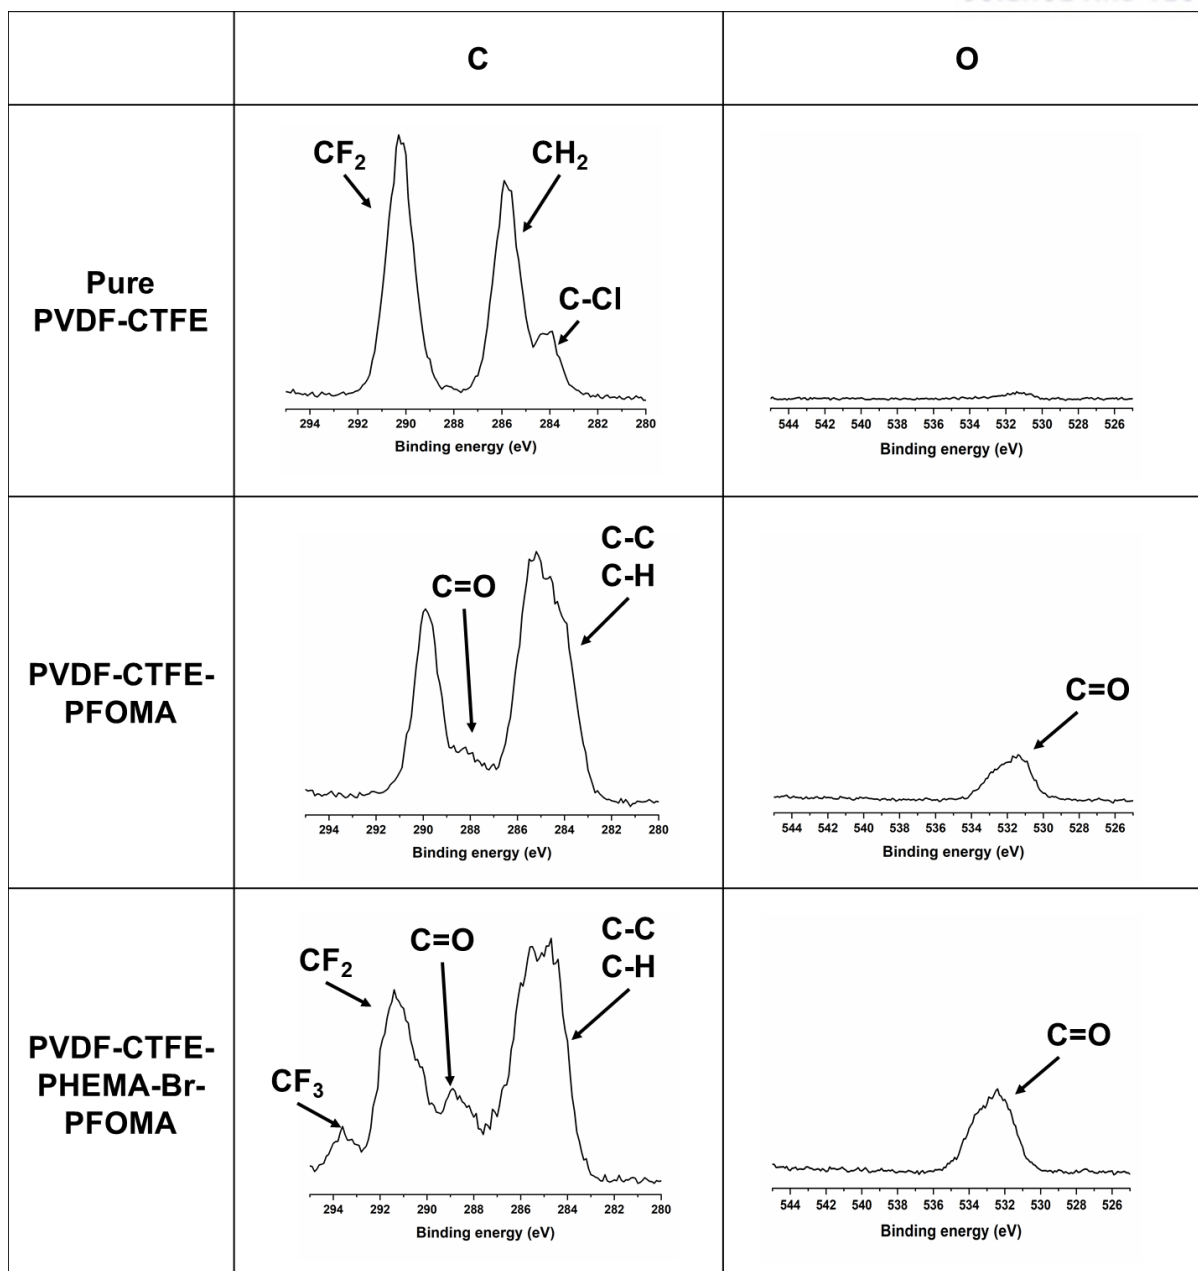 C
O
Pure
PVDF-CTFE
CF₂
CH₂
C-Cl
294 292 290 288 286 284 282 280
Binding energy (eV)
544 542 540 538 536 534 532 530 528 526
Binding energy (eV)
PVDF-CTFE-
PFOMA
C=O
C-C
C-H
294 292 290 288 286 284 282 280
Binding energy (eV)
C=O
544 542 540 538 536 534 532 530 528 526
Binding energy (eV)
PVDF-CTFE-
PHEMA-Br-
PFOMA
CF₃
CF₂
C=O
C-C
C-H
294 292 290 288 286 284 282 280
Binding energy (eV)
C=O
544 542 540 538 536 534 532 530 528 526
Binding energy (eV)